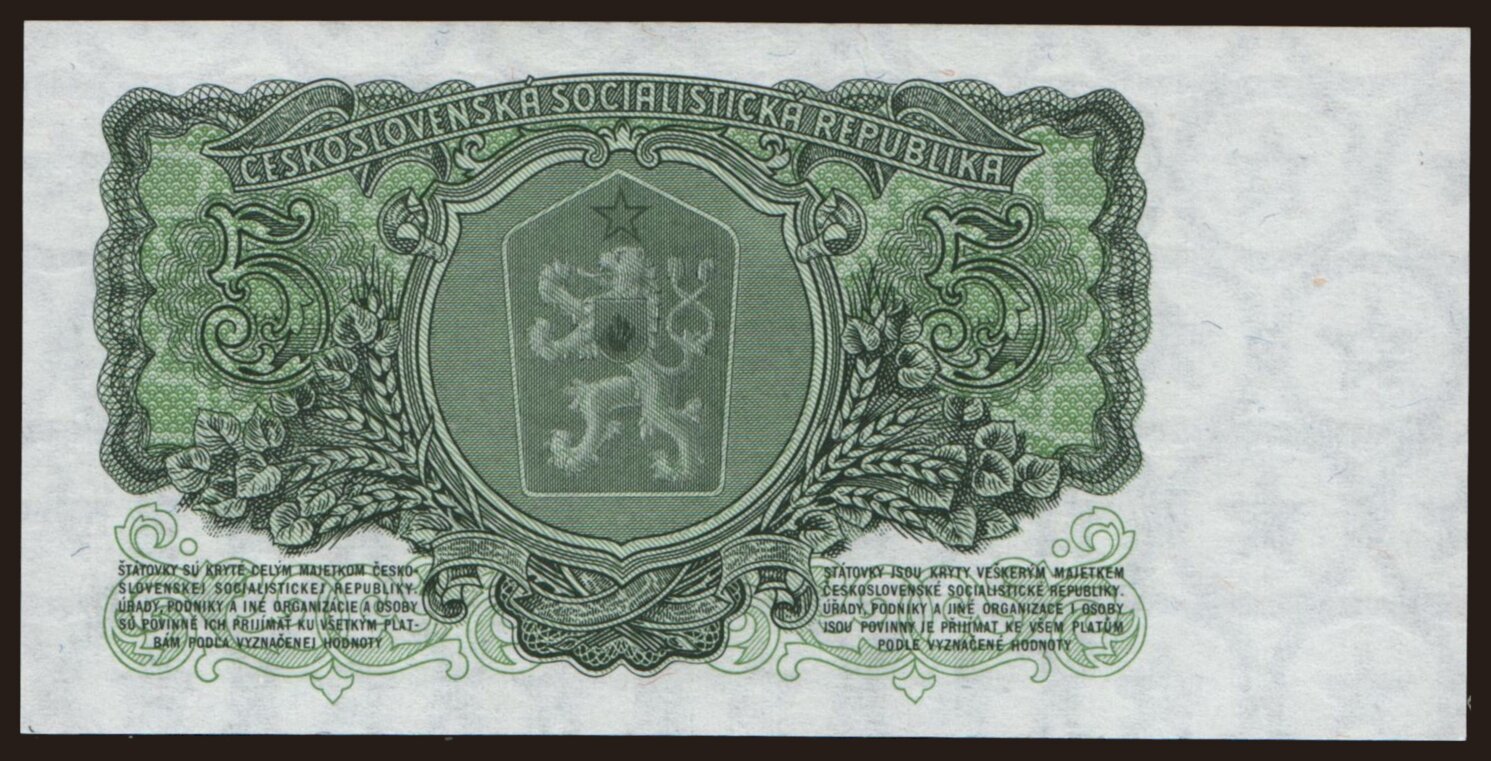 ČESKOSLOVENSKÁ SOCIALISTICKÁ REPUBLIKA
5 5
ŠTÁTOVKY SÚ KRYTÉ CELÝM MAJETKOM ČESKO-
SLOVENSKEJ SOCIALISTICKEJ REPUBLIKY.
ÚRADY, PODNIKY A INÉ ORGANIZÁCIE A OSOBY
SÚ POVINNÉ ICH PRIJÍMAŤ KU VŠETKÝM PLAT-
BÁM PODĽA VYZNAČENEJ HODNOTY
STÁTOVKY JSOU KRYTY VEŠKERÝM MAJETKEM
ČESKOSLOVENSKÉ SOCIALISTICKÉ REPUBLIKY.
ÚŘADY, PODNIKY A JINÉ ORGANIZACE I OSOBY
JSOU POVINNY JE PŘIJÍMAT KE VŠEM PLATŮM
PODLE VYZNAČENÉ HODNOTY